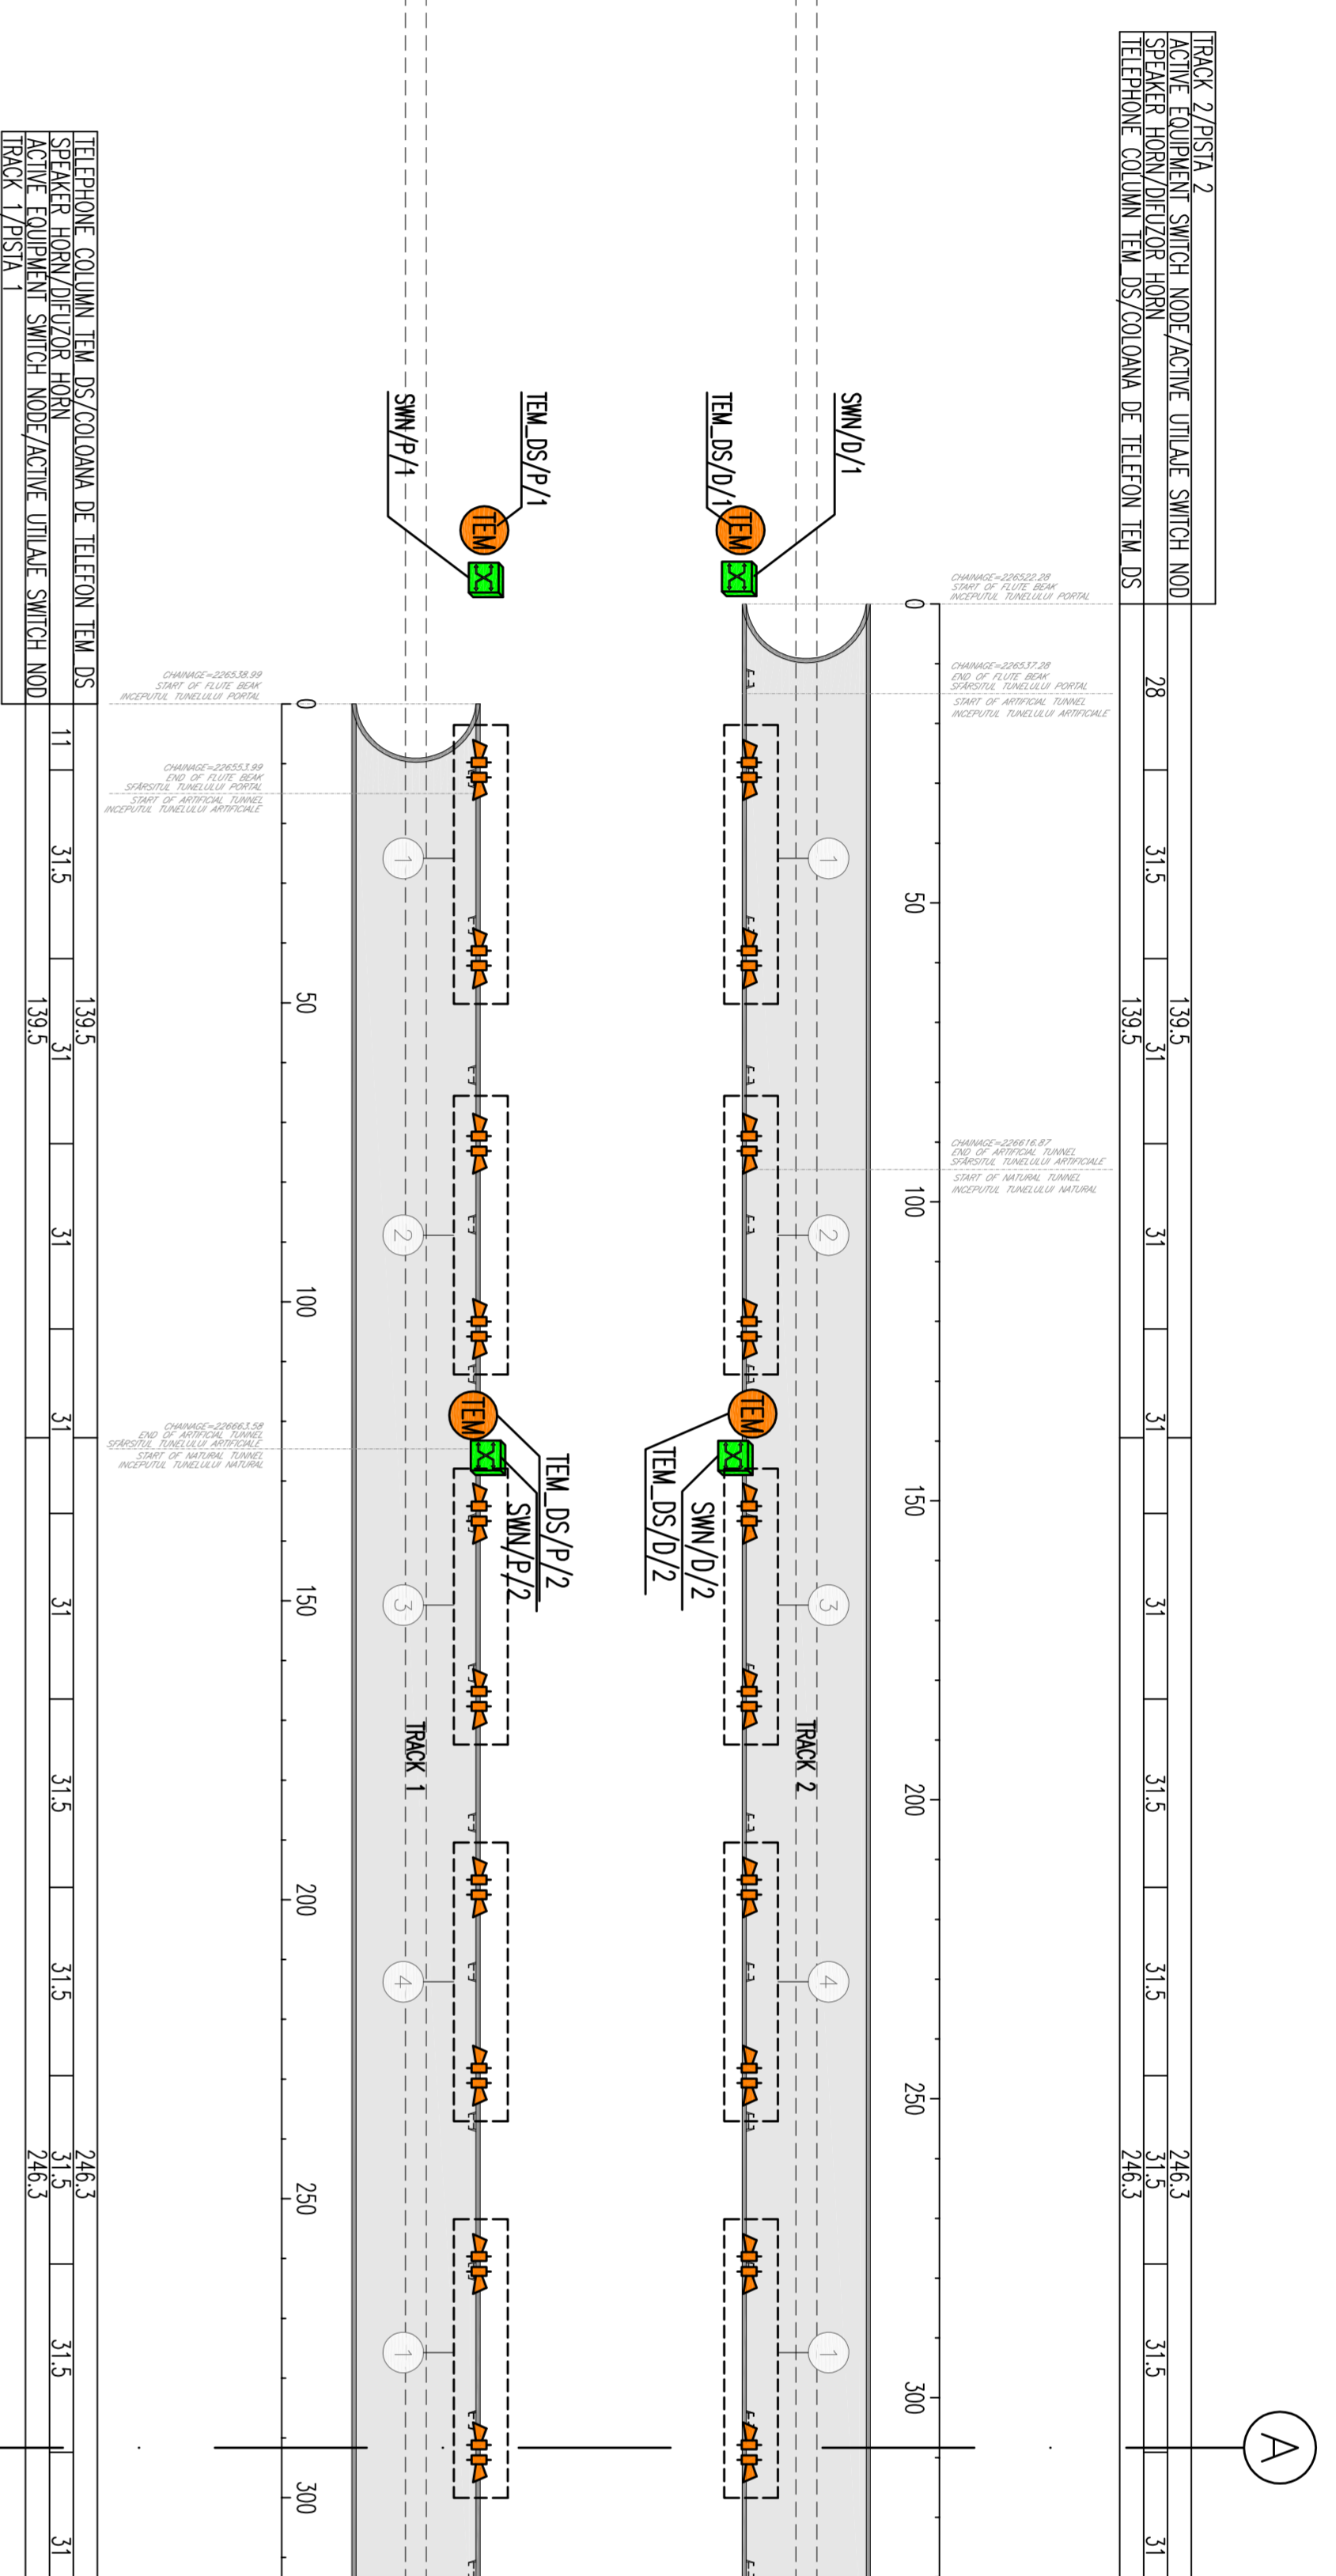 TRACK 2/PISTA 2
ACTIVE EQUIPMENT SWITCH NODE/ACTIVE UTILAJE SWITCH NOD
139.5
246.3
SPEAKER HORN/DIFUZOR HORN
28
31.5
31
31
31
31
31.5
31.5
31.5
31.5
31
TELEPHONE COLUMN TEM_DS/COLOANA DE TELEFON TEM_DS
139.5
246.3
A
CHAINAGE=226522.28
START OF FLUTE BEAK
INCEPUTUL TUNELULUI PORTAL
CHAINAGE=226537.28
END OF FLUTE BEAK
SFÂRSITUL TUNELULUI PORTAL
START OF ARTIFICIAL TUNNEL
INCEPUTUL TUNELULUI ARTIFICIALE
CHAINAGE=226616.87
END OF ARTIFICIAL TUNNEL
SFÂRSITUL TUNELULUI ARTIFICIALE
START OF NATURAL TUNNEL
INCEPUTUL TUNELULUI NATURAL
0
50
100
150
200
250
300
SWN/D/1
1
2
3
4
1
TRACK 2
TEM_DS/D/1
TEM
TEM
SWN/D/2
TEM_DS/D/2
TEM_DS/P/1
TEM
TEM
TEM_DS/P/2
SWN/P/2
SWN/P/1
TRACK 1
1
2
3
4
1
0
50
100
150
200
250
300
CHAINAGE=226538.99
START OF FLUTE BEAK
INCEPUTUL TUNELULUI PORTAL
CHAINAGE=226553.99
END OF FLUTE BEAK
SFÂRSITUL TUNELULUI PORTAL
START OF ARTIFICIAL TUNNEL
INCEPUTUL TUNELULUI ARTIFICIALE
CHAINAGE=226663.58
END OF ARTIFICIAL TUNNEL
SFÂRSITUL TUNELULUI ARTIFICIALE
START OF NATURAL TUNNEL
INCEPUTUL TUNELULUI NATURAL
TELEPHONE COLUMN TEM_DS/COLOANA DE TELEFON TEM_DS
139.5
246.3
SPEAKER HORN/DIFUZOR HORN
11
31.5
31
31
31
31
31.5
31.5
31.5
31.5
31
ACTIVE EQUIPMENT SWITCH NODE/ACTIVE UTILAJE SWITCH NOD
139.5
246.3
TRACK 1/PISTA 1